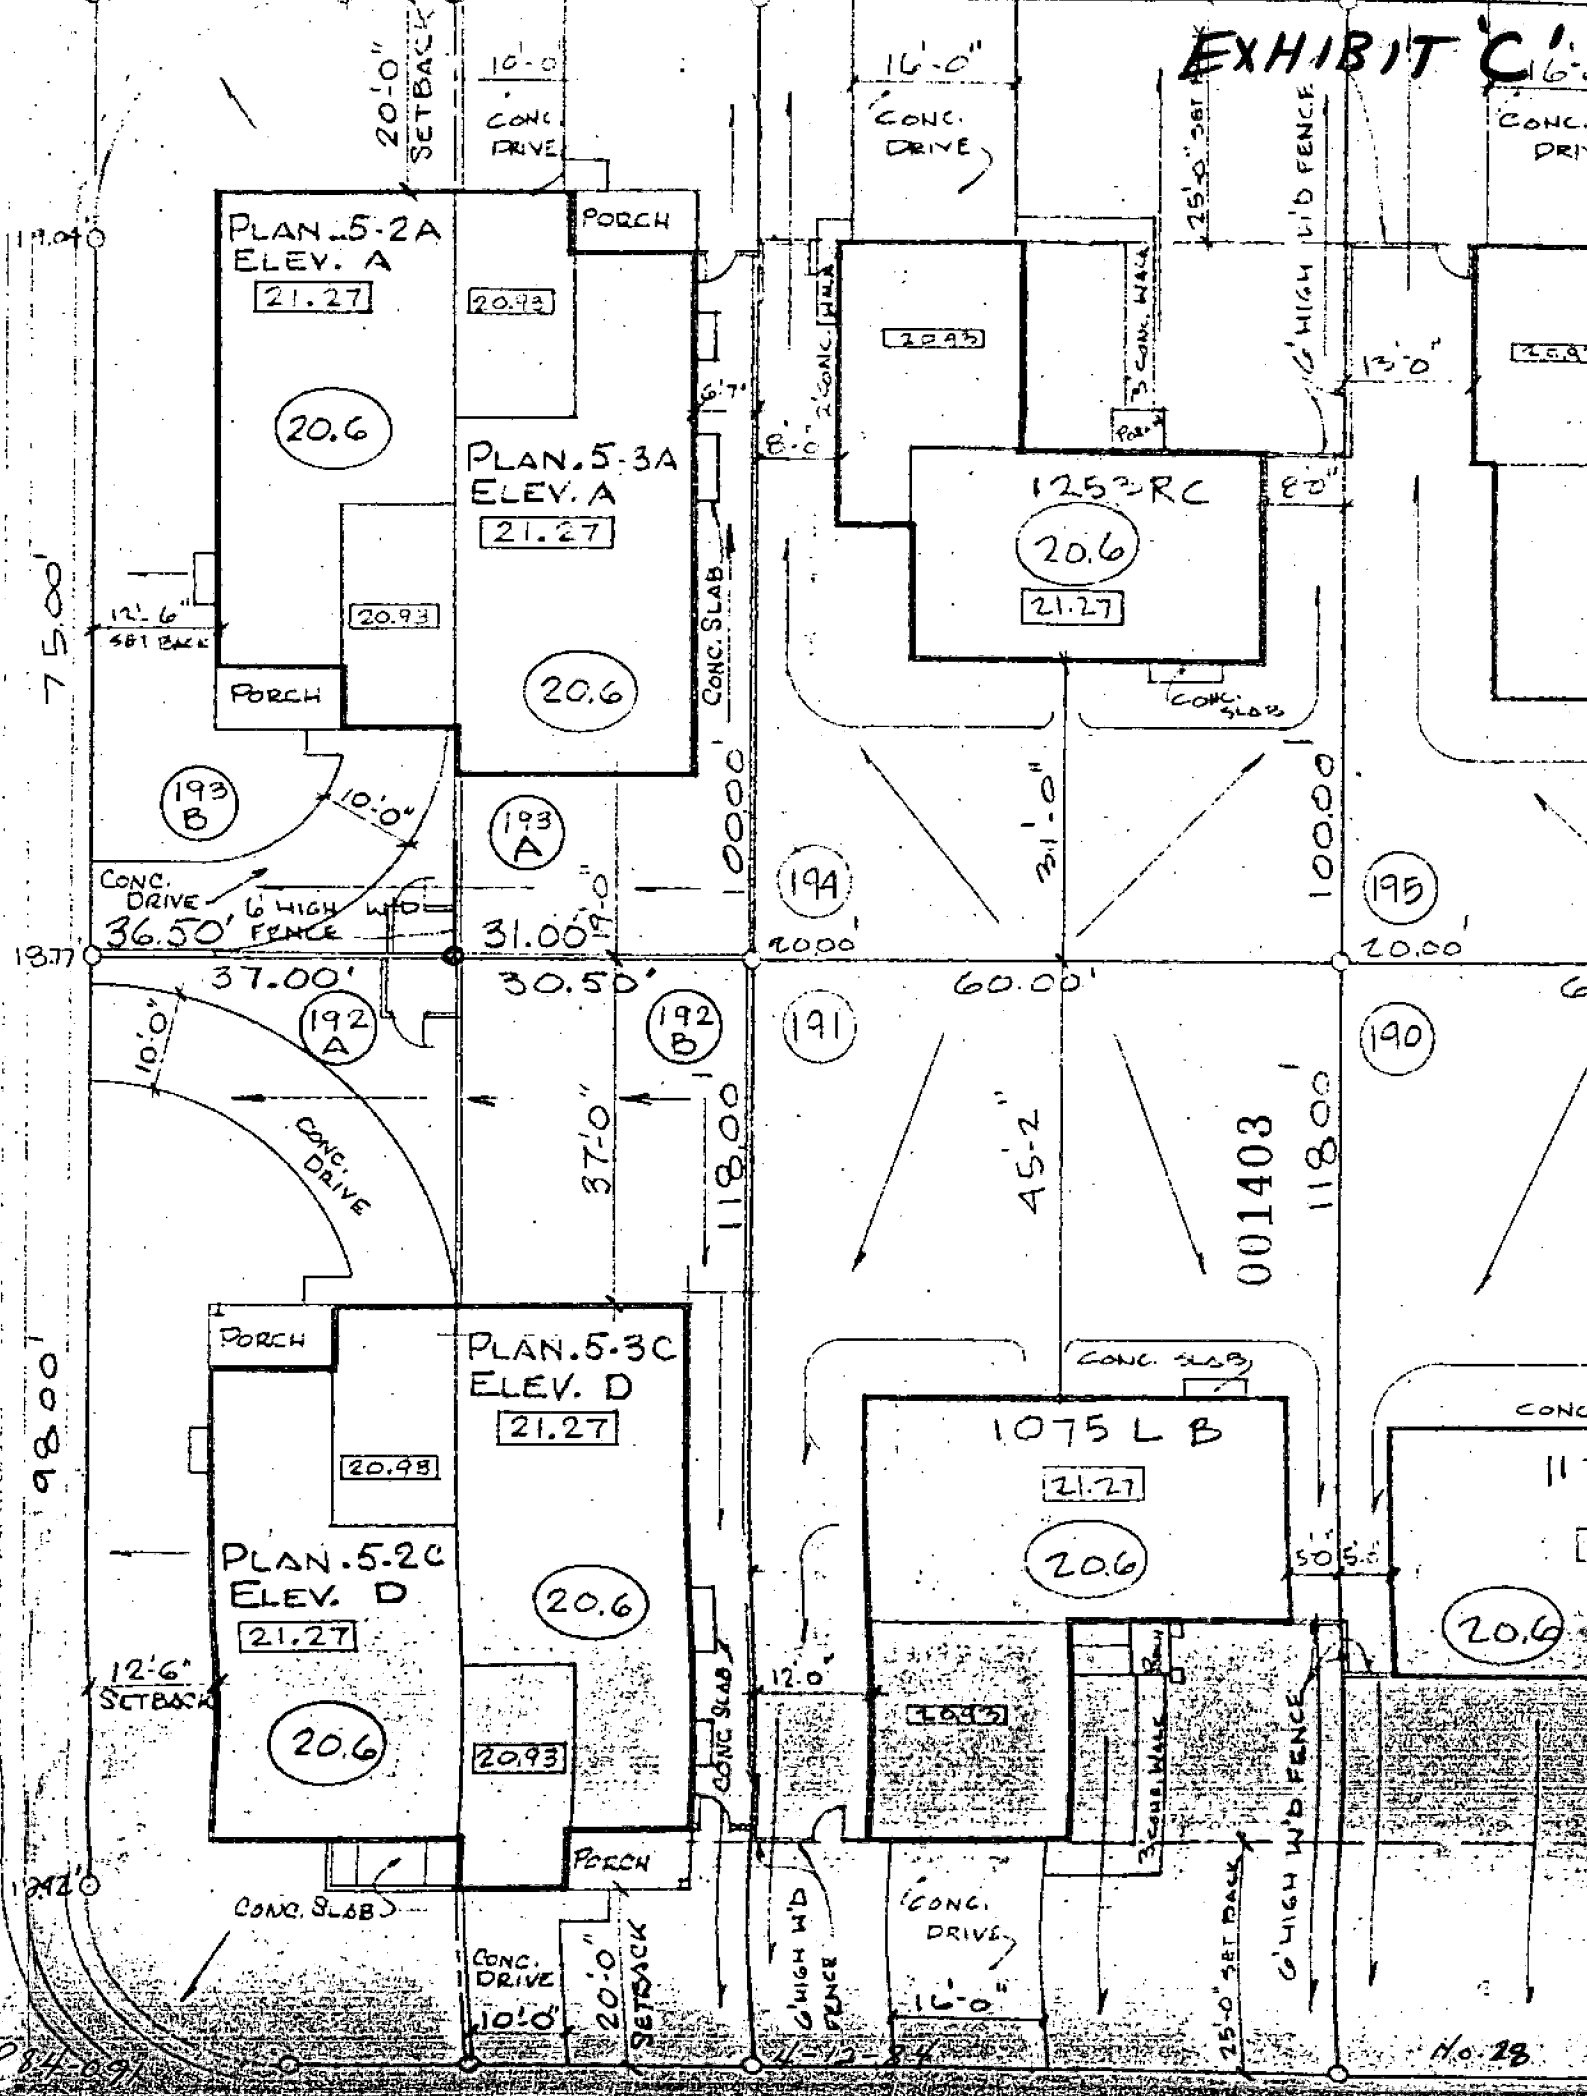 EXHIBIT 'C'
20'-0"
SETBACK
10'-0
CONC.
DRIVE
16'-0"
CONC.
DRIVE
25'-0" SET
6' HIGH W'D FENCE
CONC.
PORCH
PLAN.5-2A
ELEV. A
21.27
20.93
20.6
PLAN.5-3A
ELEV. A
21.27
20.93
20.6
PORCH
6'-7"
8'-0"
2' CONC. WALK
20.93
3' CONC. WALK
1253 RC
20.6
21.27
8'0"
13'-0"
CONC. SLAB
CONC.
SLAB
75.00'
12'-6"
SET BACK
193
B
10'-0"
193
A
CONC.
DRIVE
6' HIGH W'D
FENCE
19'-0"
31'-0"
100.00'
194
195
36.50'
31.00'
20.00'
20.00'
18.77'
37.00'
30.50'
60.00'
192
A
192
B
191
190
10'-0"
CONC.
DRIVE
37'-0"
118.00'
45'-2"
001403
118.00'
98.00'
PORCH
PLAN.5-3C
ELEV. D
21.27
20.93
PLAN.5-2C
ELEV. D
21.27
20.6
12'-6"
SETBACK
20.6
20.93
PORCH
CONC SLAB
CONC. SLAB
1075 L B
21.27
20.6
5'0"
20.6
12'.0"
20.93
PORCH
3' CONC WALK
6' HIGH W'D FENCE
CONC. SLAB
CONC.
DRIVE
10'-0"
20'-0"
SETBACK
6' HIGH W'D
FENCE
CONC.
DRIVE
16'-0"
25'-0" SET BACK
4-12-84
No. 28